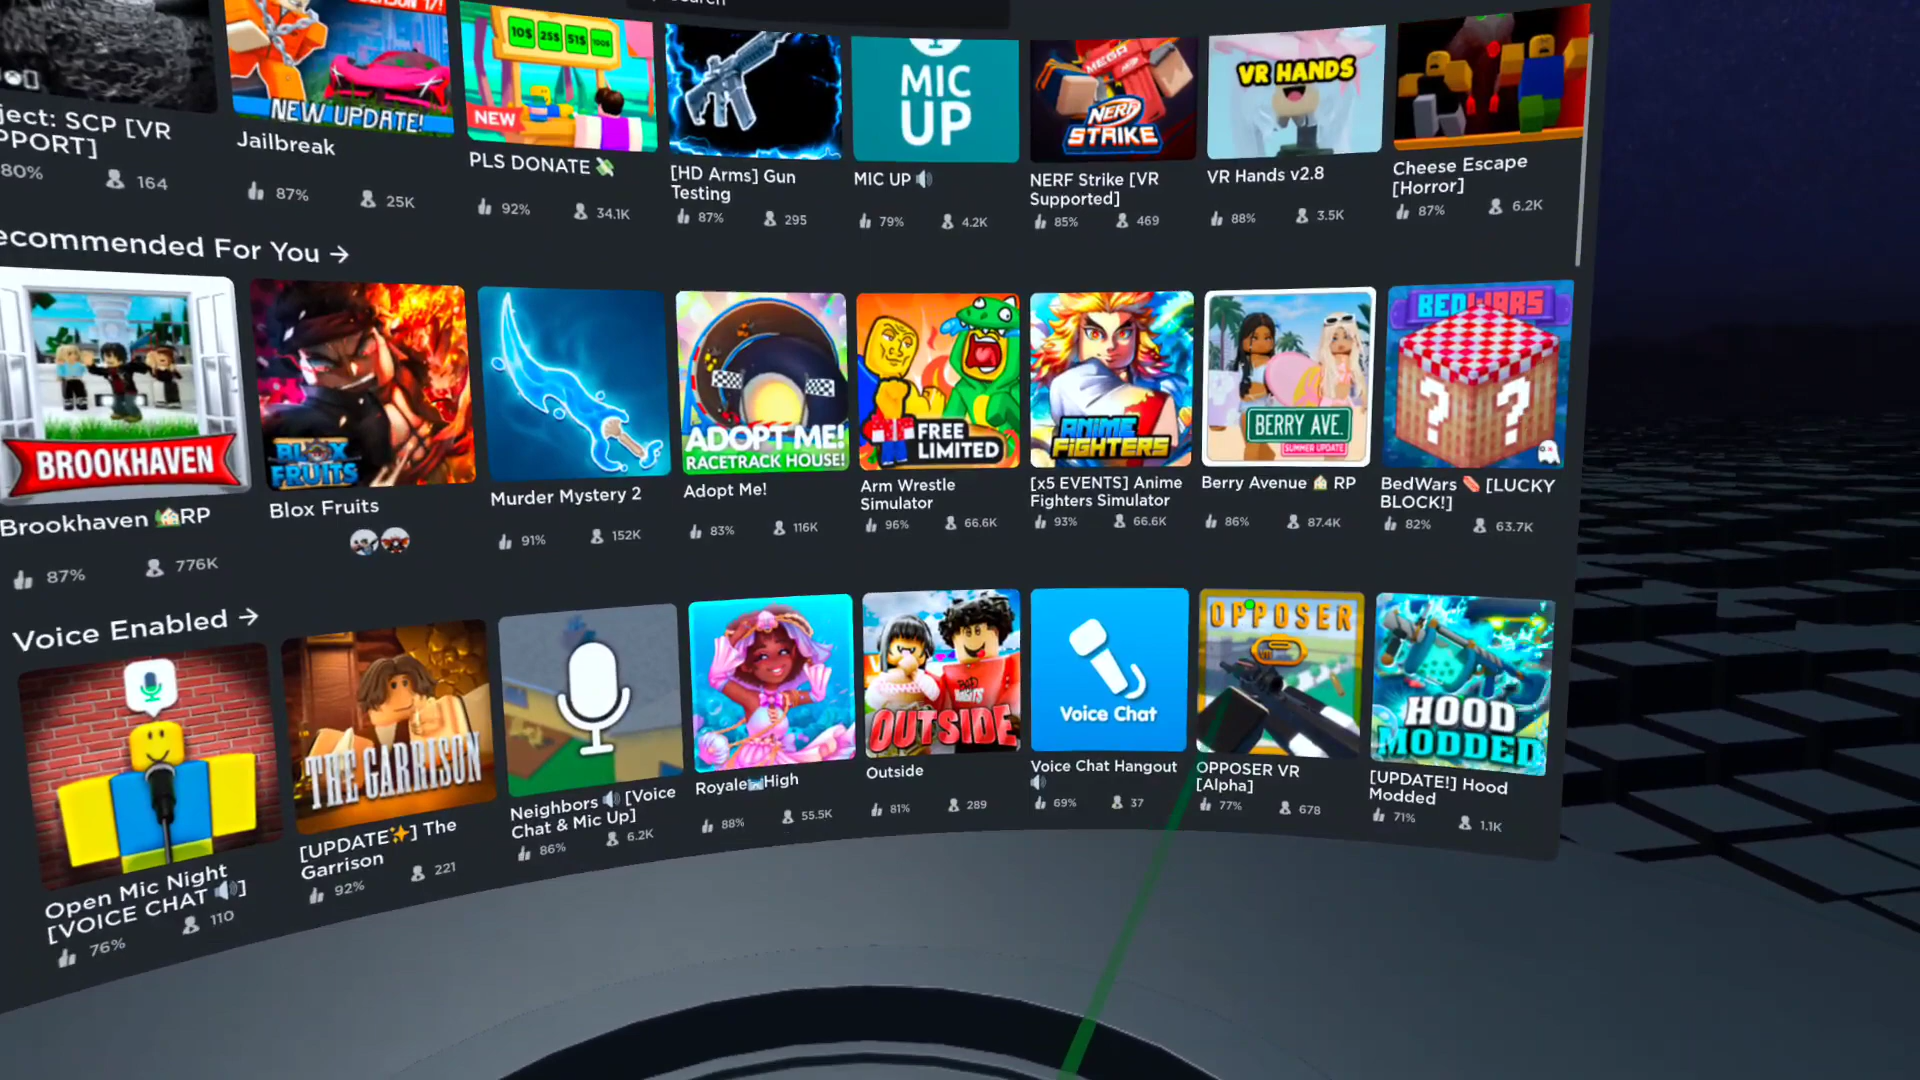 Search
10$ 25$ 51$ 100$
NEW UPDATE!
NEW
MIC
UP
MEGA
NERF
STRIKE
VR HANDS
ject: SCP [VR
PPORT]
80% 164
Jailbreak
87% 25K
PLS DONATE 💸
92% 34.1K
[HD Arms] Gun
Testing
87% 295
MIC UP 🔊
79% 4.2K
NERF Strike [VR
Supported]
85% 469
VR Hands v2.8
88% 3.5K
Cheese Escape
[Horror]
87% 6.2K
ecommended For You →
BROOKHAVEN
BLOX
FRUITS
ADOPT ME!
RACETRACK HOUSE!
FREE
LIMITED
ANIME
FIGHTERS
BERRY AVE.
SUMMER UPDATE
BEDWARS
? ?
Brookhaven 🏡RP
87% 776K
Blox Fruits
Murder Mystery 2
91% 152K
Adopt Me!
83% 116K
Arm Wrestle
Simulator
96% 66.6K
[x5 EVENTS] Anime
Fighters Simulator
93% 66.6K
Berry Avenue 🏠 RP
86% 87.4K
BedWars 🌭 [LUCKY
BLOCK!]
82% 63.7K
Voice Enabled →
THE GARRISON
OUTSIDE
Voice Chat
OPPOSER
VR
HOOD
MODDED
Open Mic Night
[VOICE CHAT 🔊]
76% 110
[UPDATE✨] The
Garrison
92% 221
Neighbors 🔊 [Voice
Chat & Mic Up]
86% 6.2K
Royale🏰High
88% 55.5K
Outside
81% 289
Voice Chat Hangout
🔊
69% 37
OPPOSER VR
[Alpha]
77% 678
[UPDATE!] Hood
Modded
71% 1.1K